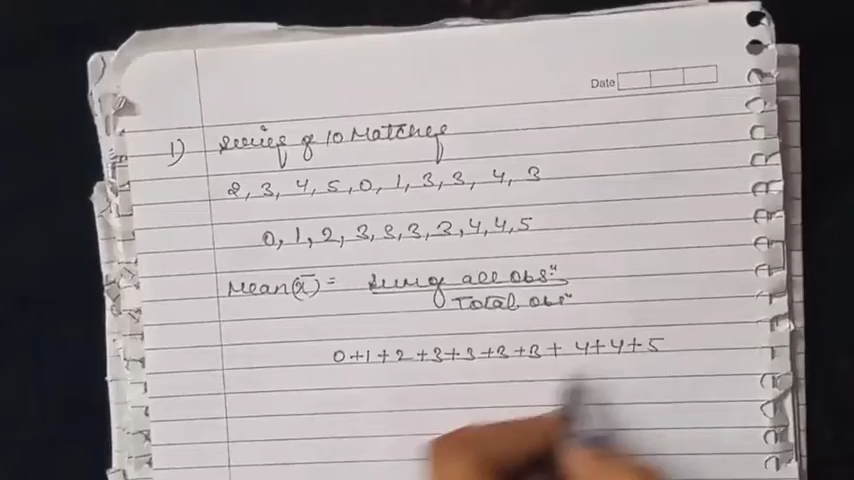 Date
1) Series of 10 Matches
2, 3, 4, 5, 0, 1, 3, 3, 4, 3
0, 1, 2, 3, 3, 3, 3, 4, 4, 5
Mean(x̄) = Sum of all obsⁿ
Total obsⁿ
0+1+2+3+3+3+3+4+4+5